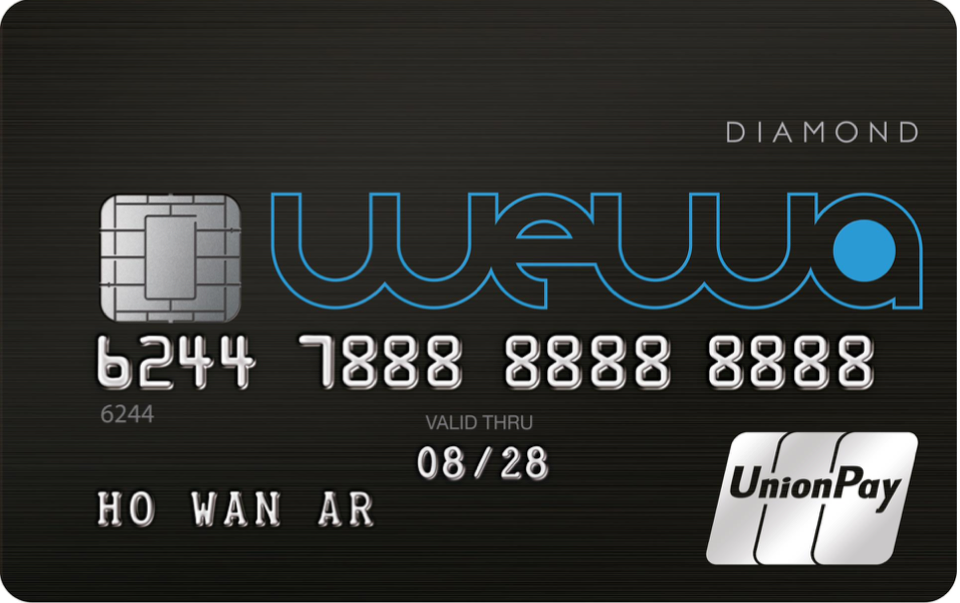 DIAMOND
wewa
6244 7888 8888 8888
6244
VALID THRU
08/28
HO WAN AR
UnionPay